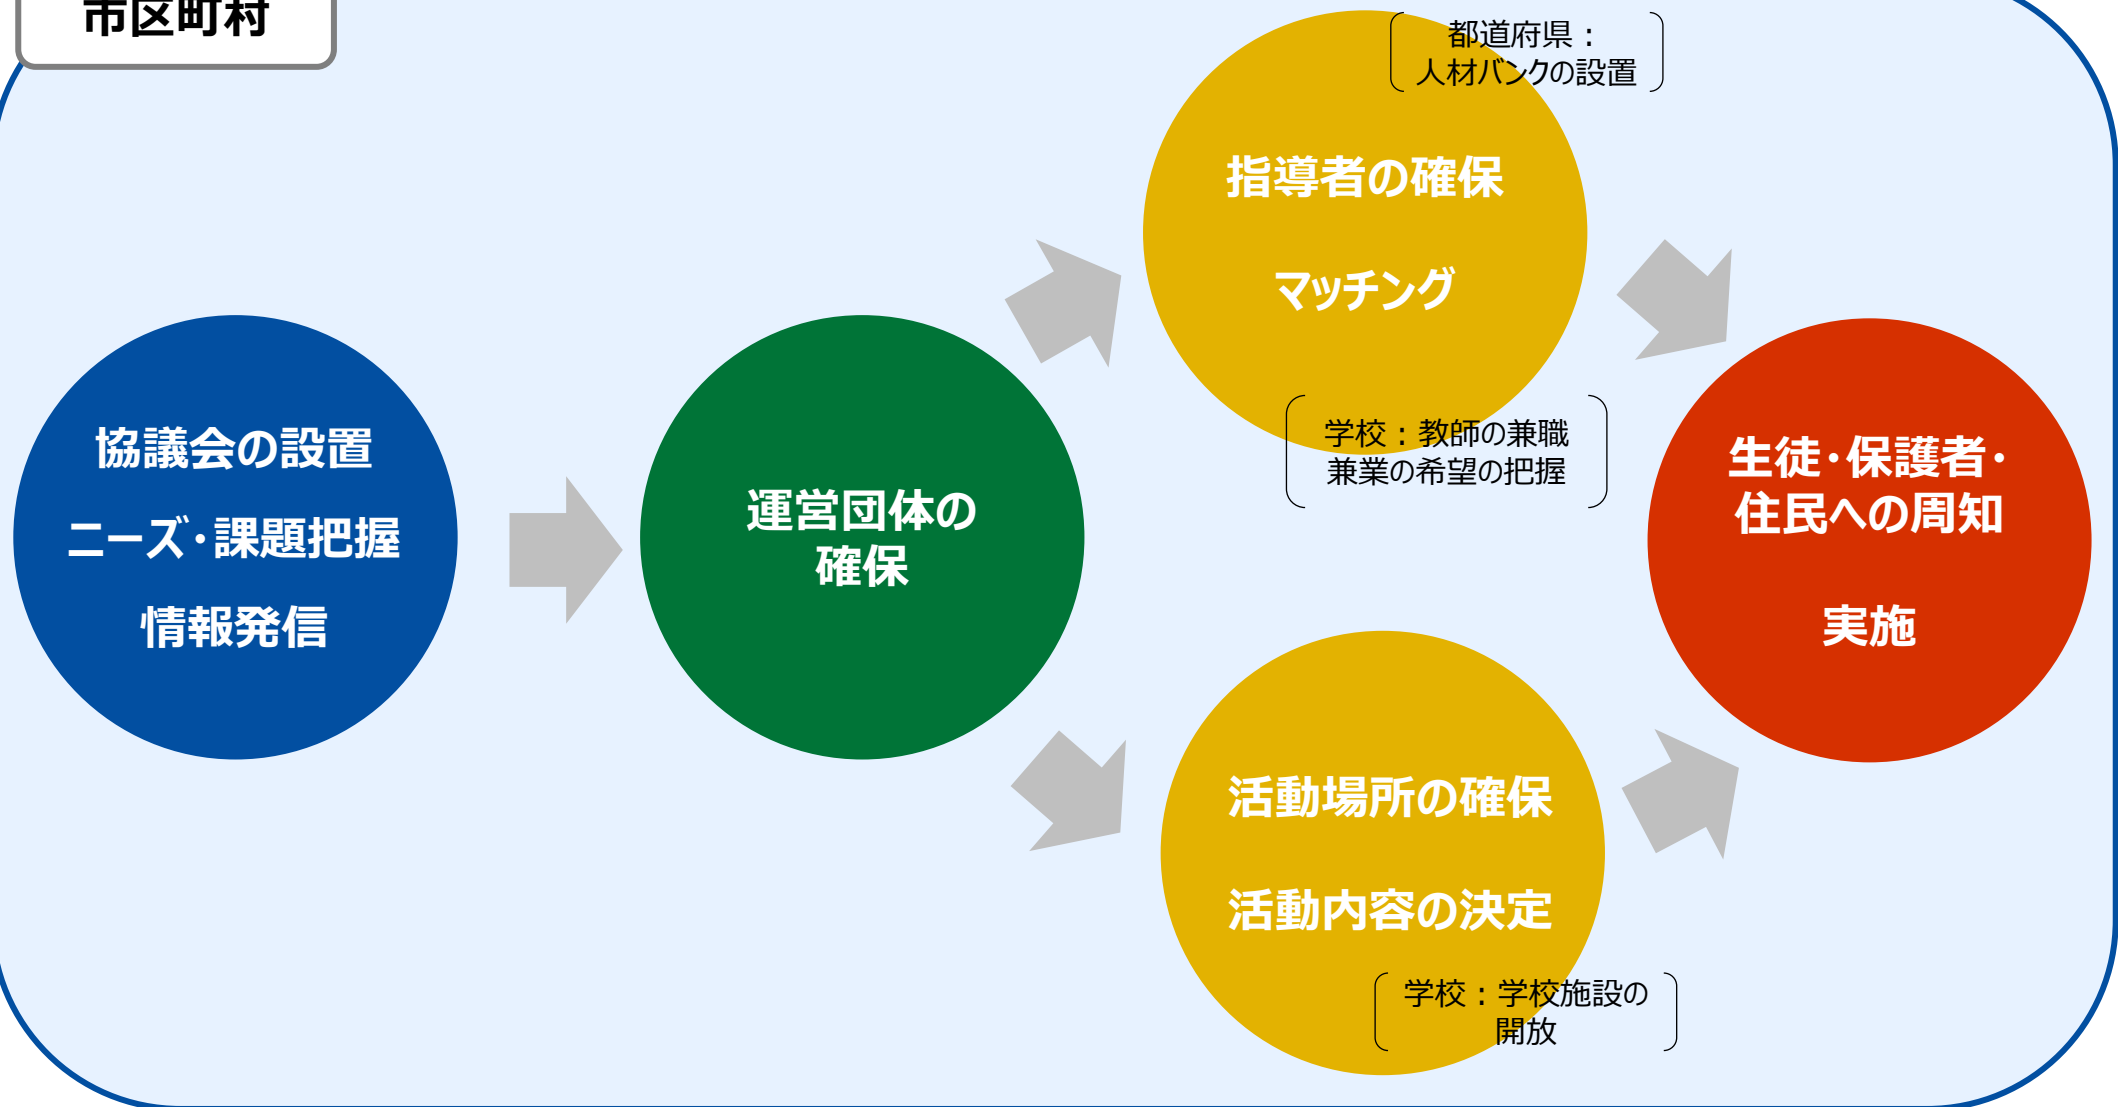 市区町村
協議会の設置
ニーズ・課題把握
情報発信
運営団体の
確保
都道府県：
人材バンクの設置
指導者の確保
マッチング
学校：教師の兼職
兼業の希望の把握
活動場所の確保
活動内容の決定
学校：学校施設の
開放
生徒・保護者・
住民への周知
実施